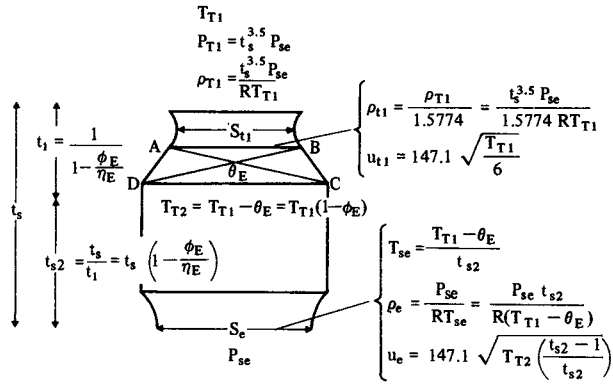 T_T1
P_T1 = t_s^3.5 P_se
ρ_T1 = t_s^3.5 P_se / RT_T1
S_t1
ρ_t1 = ρ_T1 / 1.5774 = t_s^3.5 P_se / 1.5774 RT_T1
u_t1 = 147.1 √(T_T1 / 6)
t_1 = 1 / (1 − ϕ_E / η_E)
A
B
θ_E
D
C
t_s
T_T2 = T_T1 − θ_E = T_T1 (1−ϕ_E)
t_s2 = t_s / t_1 = t_s (1 − ϕ_E / η_E)
T_se = T_T1 − θ_E / t_s2
ρ_e = P_se / RT_se = P_se t_s2 / R(T_T1 − θ_E)
u_e = 147.1 √(T_T2 (t_s2 − 1 / t_s2))
S_e
P_se